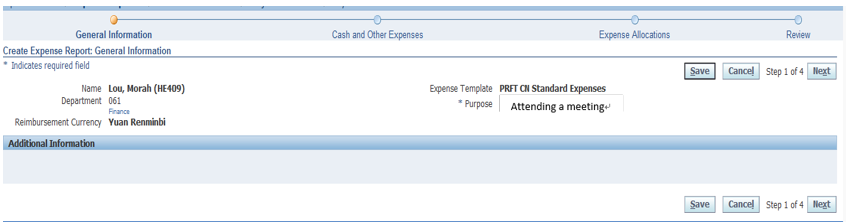 General Information
Cash and Other Expenses
Expense Allocations
Review
Create Expense Report: General Information
* Indicates required field
Save Cancel Step 1 of 4 Next
Name Lou, Morah (HE409)
Expense Template PRFT CN Standard Expenses
Department 061
Finance
* Purpose Attending a meeting↵
Reimbursement Currency Yuan Renminbi
Additional Information
Save Cancel Step 1 of 4 Next